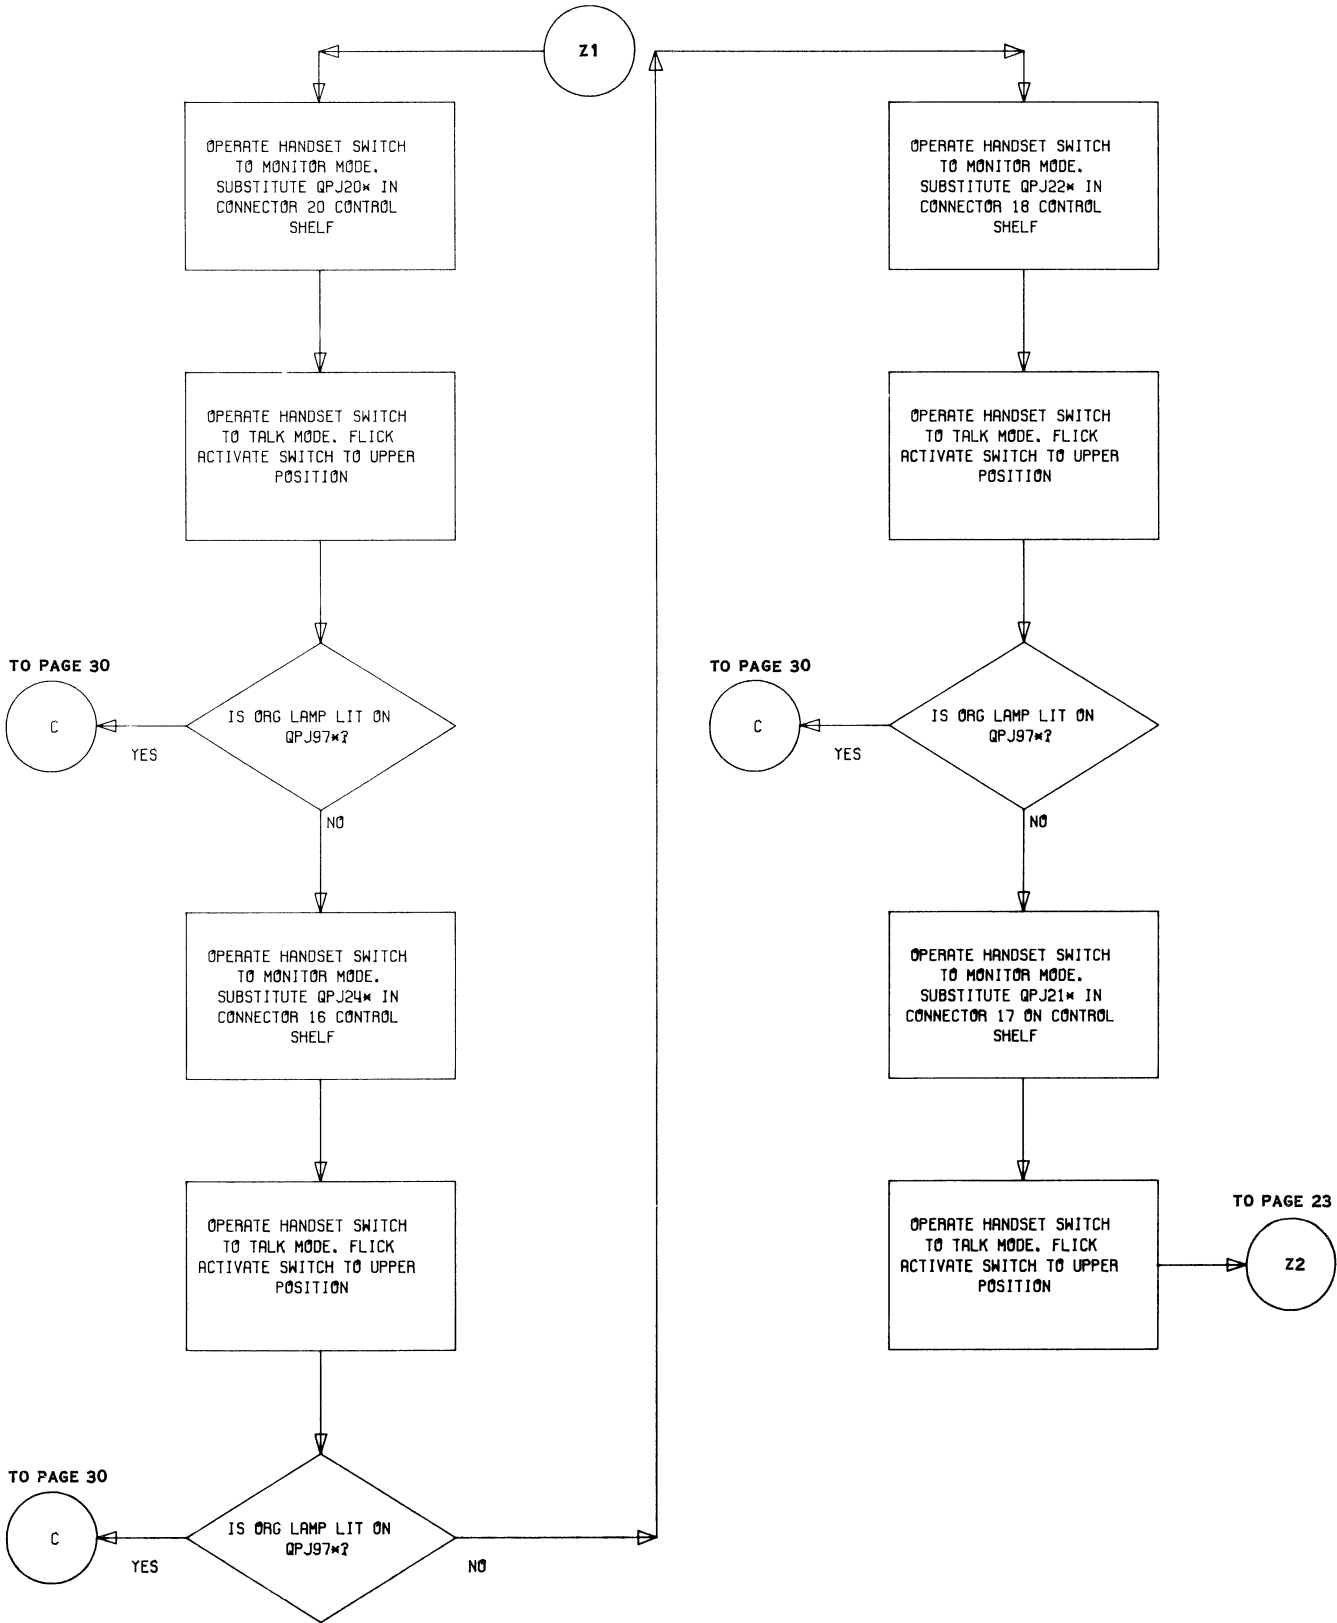 Z1
OPERATE HANDSET SWITCH
TO MONITOR MODE.
SUBSTITUTE QPJ20* IN
CONNECTOR 20 CONTROL
SHELF
OPERATE HANDSET SWITCH
TO TALK MODE. FLICK
ACTIVATE SWITCH TO UPPER
POSITION
TO PAGE 30
C
YES
IS ORG LAMP LIT ON
QPJ97*?
NO
OPERATE HANDSET SWITCH
TO MONITOR MODE.
SUBSTITUTE QPJ24* IN
CONNECTOR 16 CONTROL
SHELF
OPERATE HANDSET SWITCH
TO TALK MODE. FLICK
ACTIVATE SWITCH TO UPPER
POSITION
TO PAGE 30
C
YES
IS ORG LAMP LIT ON
QPJ97*?
NO
OPERATE HANDSET SWITCH
TO MONITOR MODE.
SUBSTITUTE QPJ22* IN
CONNECTOR 18 CONTROL
SHELF
OPERATE HANDSET SWITCH
TO TALK MODE. FLICK
ACTIVATE SWITCH TO UPPER
POSITION
TO PAGE 30
C
YES
IS ORG LAMP LIT ON
QPJ97*?
NO
OPERATE HANDSET SWITCH
TO MONITOR MODE.
SUBSTITUTE QPJ21* IN
CONNECTOR 17 ON CONTROL
SHELF
OPERATE HANDSET SWITCH
TO TALK MODE. FLICK
ACTIVATE SWITCH TO UPPER
POSITION
TO PAGE 23
Z2